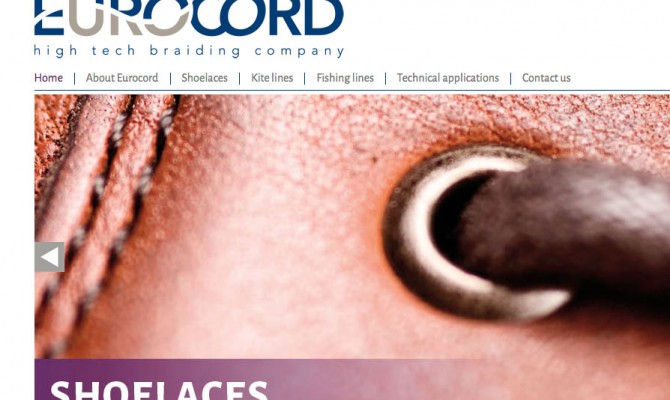 EUROCORD
high tech braiding company
Home | About Eurocord | Shoelaces | Kite lines | Fishing lines | Technical applications | Contact us
SHOELACES